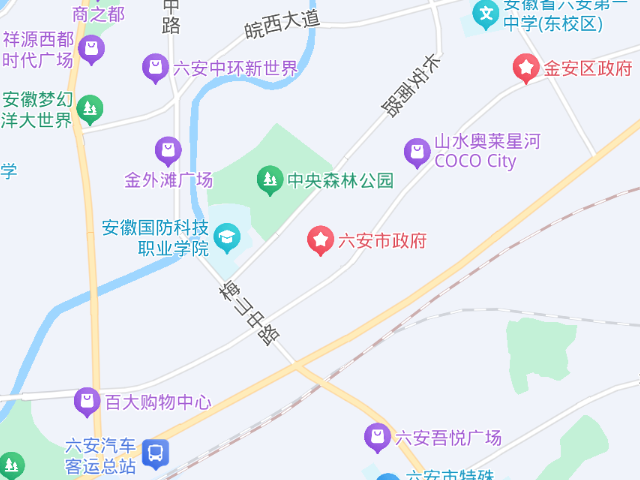 商之都
中路
皖西大道
安徽省六安第一
中学(东校区)
祥源西都
时代广场
六安中环新世界
长安南路
金安区政府
安徽梦幻
洋大世界
山水奥莱星河
COCO City
学
金外滩广场
中央森林公园
安徽国防科技
职业学院
六安市政府
梅山中路
百大购物中心
六安汽车
客运总站
六安吾悦广场
六安市特殊